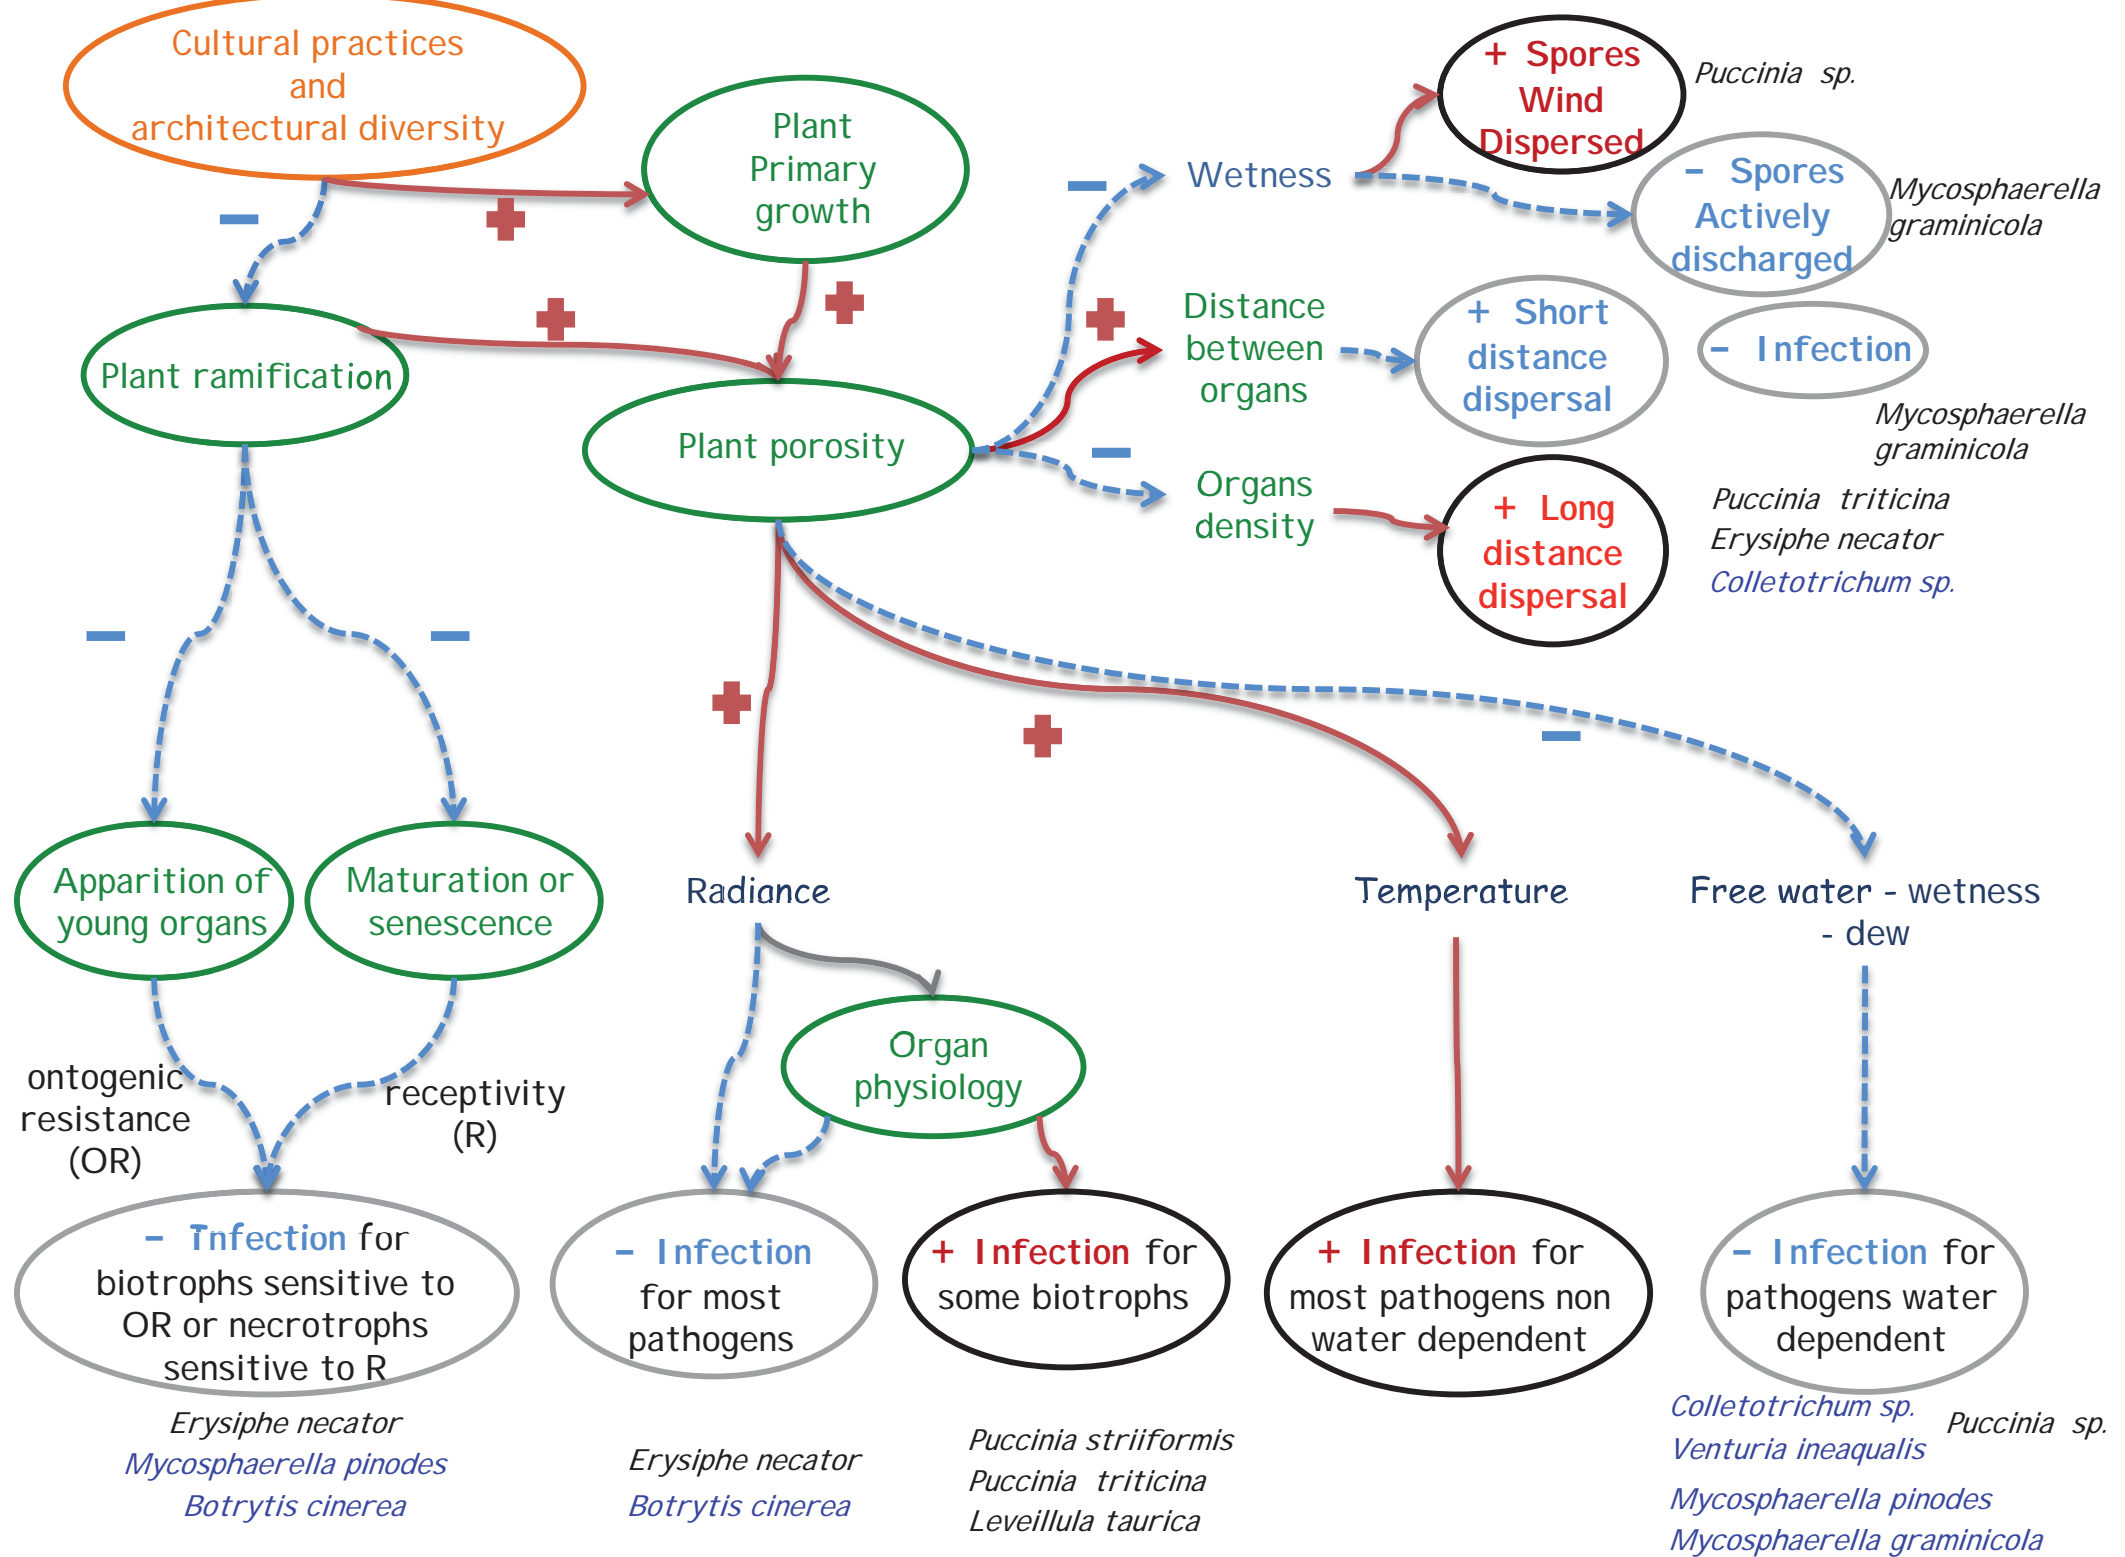 Cultural practices
and
architectural diversity
Plant
Primary
growth
+ Spores
Wind
Dispersed
Puccinia sp.
Wetness
- Spores
Actively
discharged
Mycosphaerella
graminicola
Plant ramification
Plant porosity
Distance
between
organs
+ Short
distance
dispersal
- Infection
Mycosphaerella
graminicola
Organs
density
+ Long
distance
dispersal
Puccinia triticina
Erysiphe necator
Colletotrichum sp.
Apparition of
young organs
Maturation or
senescence
Radiance
Temperature
Free water - wetness
- dew
Organ
physiology
ontogenic
resistance
(OR)
receptivity
(R)
- Infection for
biotrophs sensitive to
OR or necrotrophs
sensitive to R
- Infection
for most
pathogens
+ Infection for
some biotrophs
+ Infection for
most pathogens non
water dependent
- Infection for
pathogens water
dependent
Erysiphe necator
Mycosphaerella pinodes
Botrytis cinerea
Erysiphe necator
Botrytis cinerea
Puccinia striiformis
Puccinia triticina
Leveillula taurica
Colletotrichum sp.
Puccinia sp.
Venturia ineaqualis
Mycosphaerella pinodes
Mycosphaerella graminicola